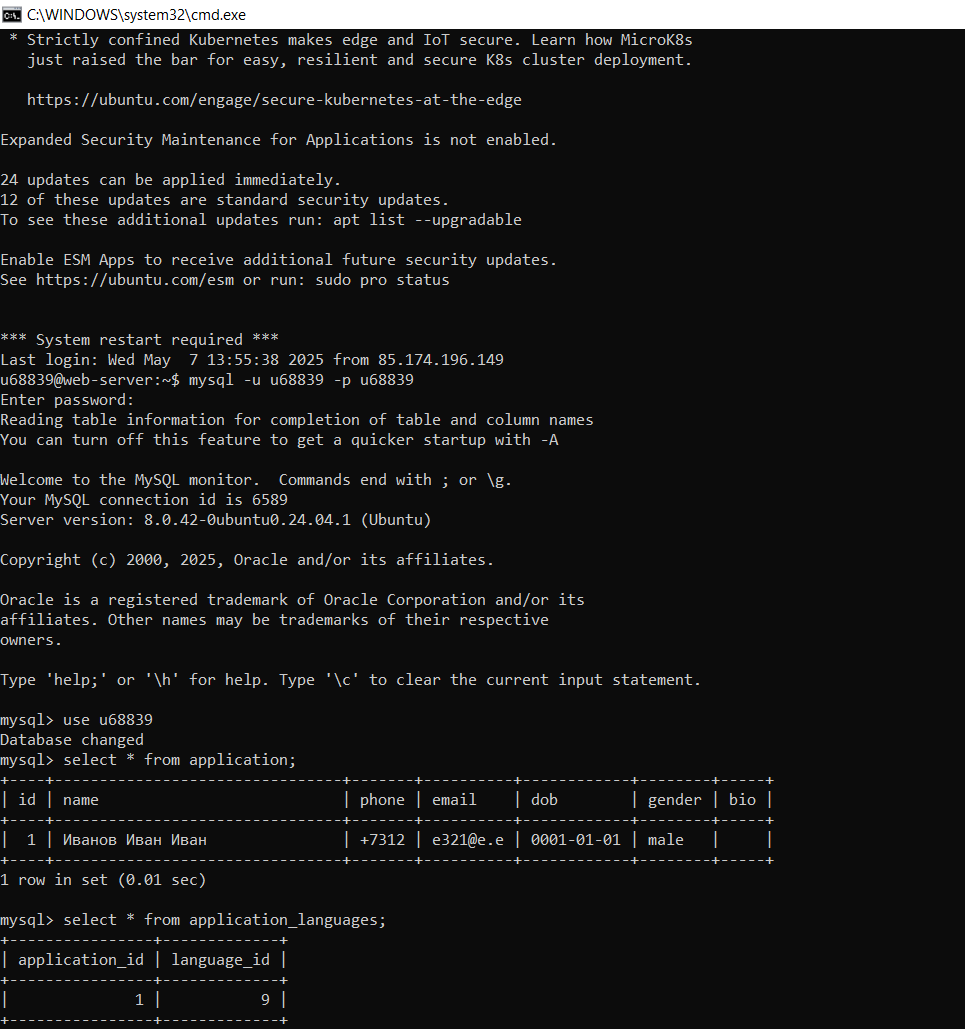 C:\WINDOWS\system32\cmd.exe
* Strictly confined Kubernetes makes edge and IoT secure. Learn how MicroK8s
just raised the bar for easy, resilient and secure K8s cluster deployment.
https://ubuntu.com/engage/secure-kubernetes-at-the-edge
Expanded Security Maintenance for Applications is not enabled.
24 updates can be applied immediately.
12 of these updates are standard security updates.
To see these additional updates run: apt list --upgradable
Enable ESM Apps to receive additional future security updates.
See https://ubuntu.com/esm or run: sudo pro status
*** System restart required ***
Last login: Wed May  7 13:55:38 2025 from 85.174.196.149
u68839@web-server:~$ mysql -u u68839 -p u68839
Enter password:
Reading table information for completion of table and column names
You can turn off this feature to get a quicker startup with -A
Welcome to the MySQL monitor.  Commands end with ; or \g.
Your MySQL connection id is 6589
Server version: 8.0.42-0ubuntu0.24.04.1 (Ubuntu)
Copyright (c) 2000, 2025, Oracle and/or its affiliates.
Oracle is a registered trademark of Oracle Corporation and/or its
affiliates. Other names may be trademarks of their respective
owners.
Type 'help;' or '\h' for help. Type '\c' to clear the current input statement.
mysql> use u68839
Database changed
mysql> select * from application;
+----+--------------------------------+-------+----------+------------+--------+-----+
| id | name                           | phone | email    | dob        | gender | bio |
+----+--------------------------------+-------+----------+------------+--------+-----+
|  1 | Иванов Иван Иван               | +7312 | e321@e.e | 0001-01-01 | male   |     |
+----+--------------------------------+-------+----------+------------+--------+-----+
1 row in set (0.01 sec)
mysql> select * from application_languages;
+----------------+-------------+
| application_id | language_id |
+----------------+-------------+
|              1 |           9 |
+----------------+-------------+